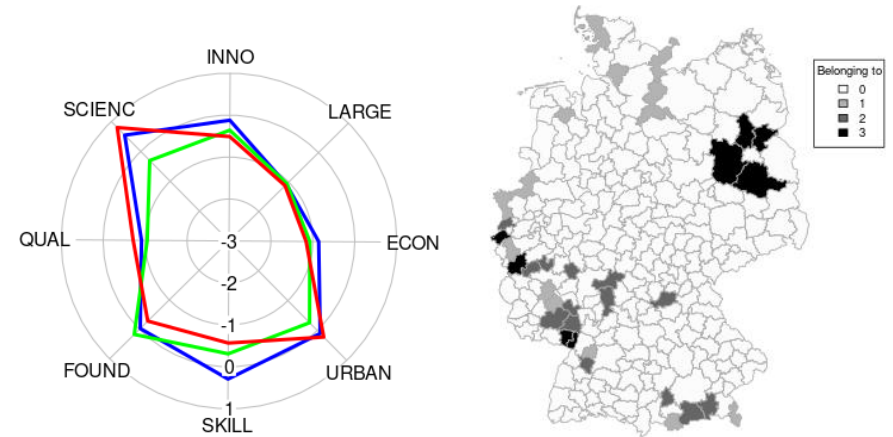 INNO
SCIENC
LARGE
QUAL
ECON
-3
-2
-1
0
1
FOUND
URBAN
SKILL
Belonging to
0
1
2
3